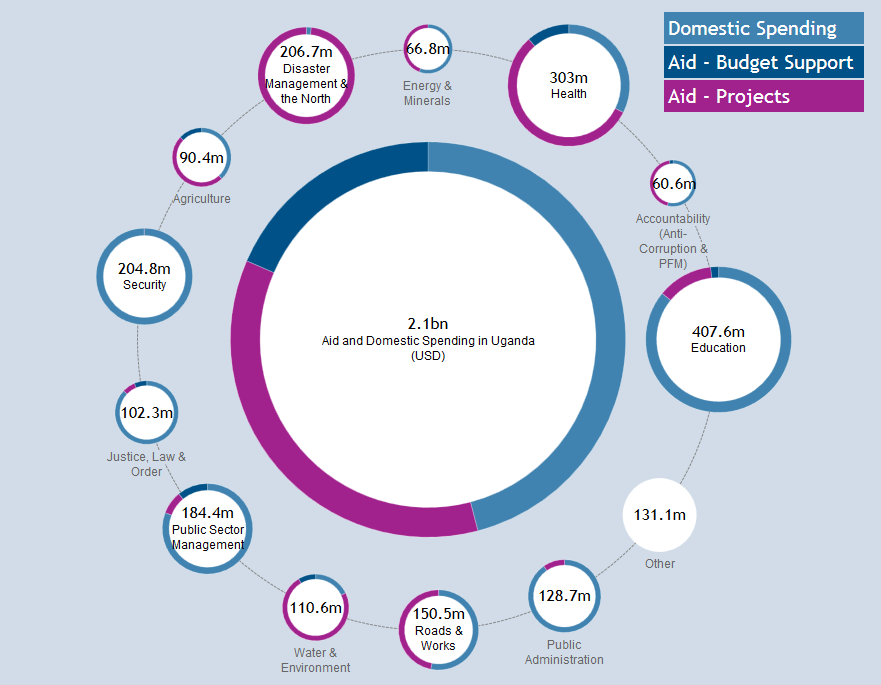 Domestic Spending
Aid - Budget Support
Aid - Projects
206.7m
Disaster
Management &
the North
66.8m
Energy &
Minerals
303m
Health
90.4m
Agriculture
60.6m
Accountability
(Anti-
Corruption &
PFM)
204.8m
Security
2.1bn
Aid and Domestic Spending in Uganda
(USD)
407.6m
Education
102.3m
Justice, Law &
Order
184.4m
Public Sector
Management
131.1m
Other
110.6m
Water &
Environment
150.5m
Roads &
Works
128.7m
Public
Administration